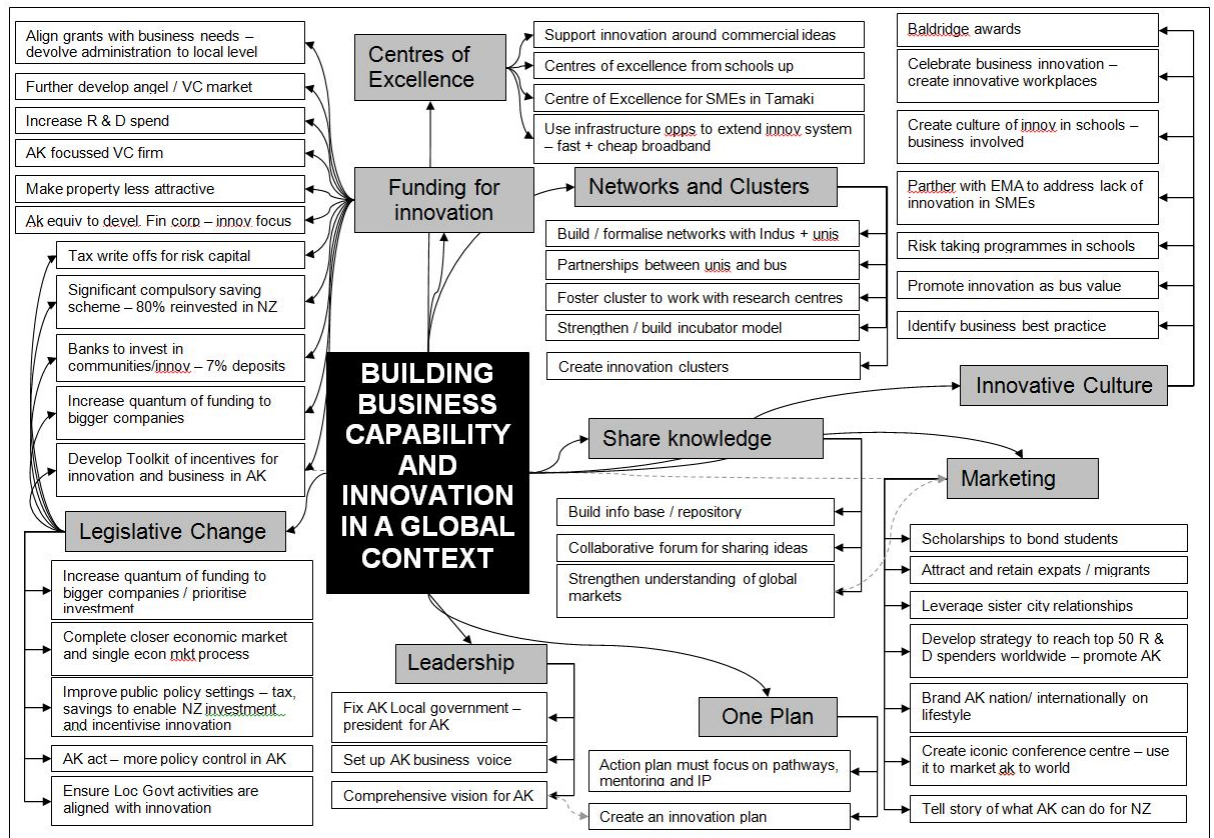 Align grants with business needs –
devolve administration to local level
Further develop angel / VC market
Increase R & D spend
AK focussed VC firm
Make property less attractive
Ak equiv to devel. Fin corp – innov focus
Tax write offs for risk capital
Significant compulsory saving
scheme – 80% reinvested in NZ
Banks to invest in
communities/innov – 7% deposits
Increase quantum of funding to
bigger companies
Develop Toolkit of incentives for
innovation and business in AK
Legislative Change
Increase quantum of funding to
bigger companies / prioritise
investment
Complete closer economic market
and single econ mkt process
Improve public policy settings – tax,
savings to enable NZ investment
and incentivise innovation
AK act – more policy control in AK
Ensure Loc Govt activities are
aligned with innovation
Centres of
Excellence
Support innovation around commercial ideas
Centres of excellence from schools up
Centre of Excellence for SMEs in Tamaki
Use infrastructure opps to extend innov system
– fast + cheap broadband
Funding for
innovation
Networks and Clusters
Build / formalise networks with Indus + unis
Partnerships between unis and bus
Foster cluster to work with research centres
Strengthen / build incubator model
Create innovation clusters
BUILDING
BUSINESS
CAPABILITY
AND
INNOVATION
IN A GLOBAL
CONTEXT
Share knowledge
Build info base / repository
Collaborative forum for sharing ideas
Strengthen understanding of global
markets
Leadership
Fix AK Local government –
president for AK
Set up AK business voice
Comprehensive vision for AK
One Plan
Action plan must focus on pathways,
mentoring and IP
Create an innovation plan
Baldridge awards
Celebrate business innovation –
create innovative workplaces
Create culture of innov in schools –
business involved
Parther with EMA to address lack of
innovation in SMEs
Risk taking programmes in schools
Promote innovation as bus value
Identify business best practice
Innovative Culture
Marketing
Scholarships to bond students
Attract and retain expats / migrants
Leverage sister city relationships
Develop strategy to reach top 50 R &
D spenders worldwide – promote AK
Brand AK nation/ internationally on
lifestyle
Create iconic conference centre – use
it to market ak to world
Tell story of what AK can do for NZ